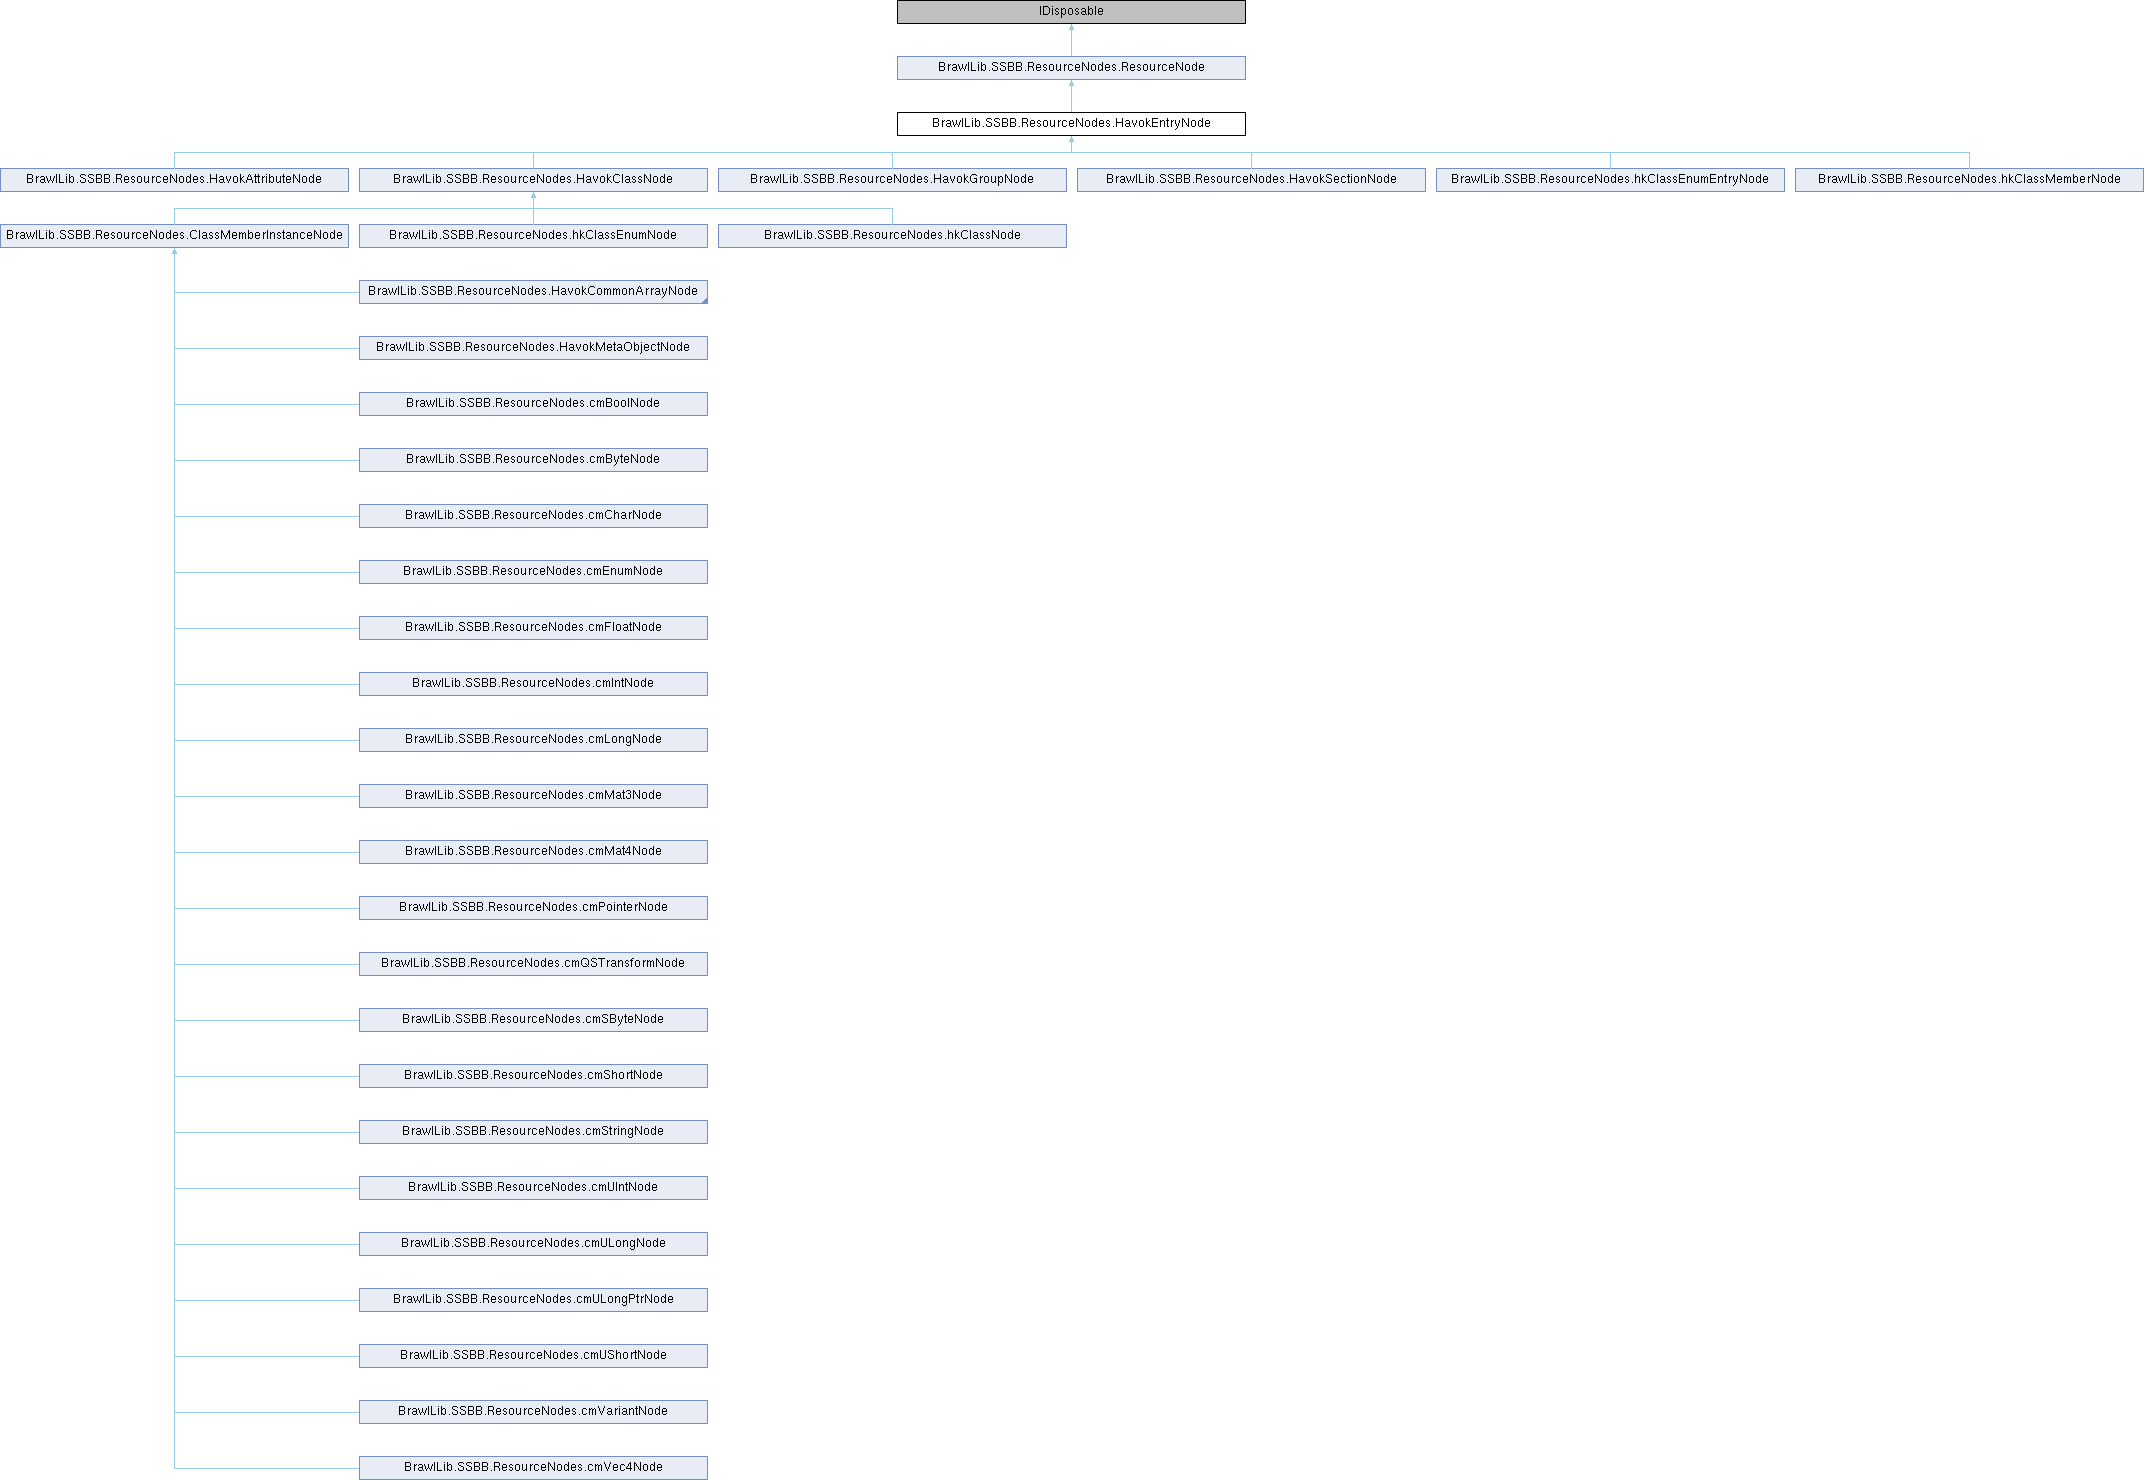 IDisposable
BrawlLib.SSBB.ResourceNodes.ResourceNode
BrawlLib.SSBB.ResourceNodes.HavokEntryNode
BrawlLib.SSBB.ResourceNodes.HavokAttributeNode
BrawlLib.SSBB.ResourceNodes.HavokClassNode
BrawlLib.SSBB.ResourceNodes.HavokGroupNode
BrawlLib.SSBB.ResourceNodes.HavokSectionNode
BrawlLib.SSBB.ResourceNodes.hkClassEnumEntryNode
BrawlLib.SSBB.ResourceNodes.hkClassMemberNode
BrawlLib.SSBB.ResourceNodes.ClassMemberInstanceNode
BrawlLib.SSBB.ResourceNodes.hkClassEnumNode
BrawlLib.SSBB.ResourceNodes.hkClassNode
BrawlLib.SSBB.ResourceNodes.HavokCommonArrayNode
BrawlLib.SSBB.ResourceNodes.HavokMetaObjectNode
BrawlLib.SSBB.ResourceNodes.cmBoolNode
BrawlLib.SSBB.ResourceNodes.cmByteNode
BrawlLib.SSBB.ResourceNodes.cmCharNode
BrawlLib.SSBB.ResourceNodes.cmEnumNode
BrawlLib.SSBB.ResourceNodes.cmFloatNode
BrawlLib.SSBB.ResourceNodes.cmIntNode
BrawlLib.SSBB.ResourceNodes.cmLongNode
BrawlLib.SSBB.ResourceNodes.cmMat3Node
BrawlLib.SSBB.ResourceNodes.cmMat4Node
BrawlLib.SSBB.ResourceNodes.cmPointerNode
BrawlLib.SSBB.ResourceNodes.cmQSTransformNode
BrawlLib.SSBB.ResourceNodes.cmSByteNode
BrawlLib.SSBB.ResourceNodes.cmShortNode
BrawlLib.SSBB.ResourceNodes.cmStringNode
BrawlLib.SSBB.ResourceNodes.cmUIntNode
BrawlLib.SSBB.ResourceNodes.cmULongNode
BrawlLib.SSBB.ResourceNodes.cmULongPtrNode
BrawlLib.SSBB.ResourceNodes.cmUShortNode
BrawlLib.SSBB.ResourceNodes.cmVariantNode
BrawlLib.SSBB.ResourceNodes.cmVec4Node